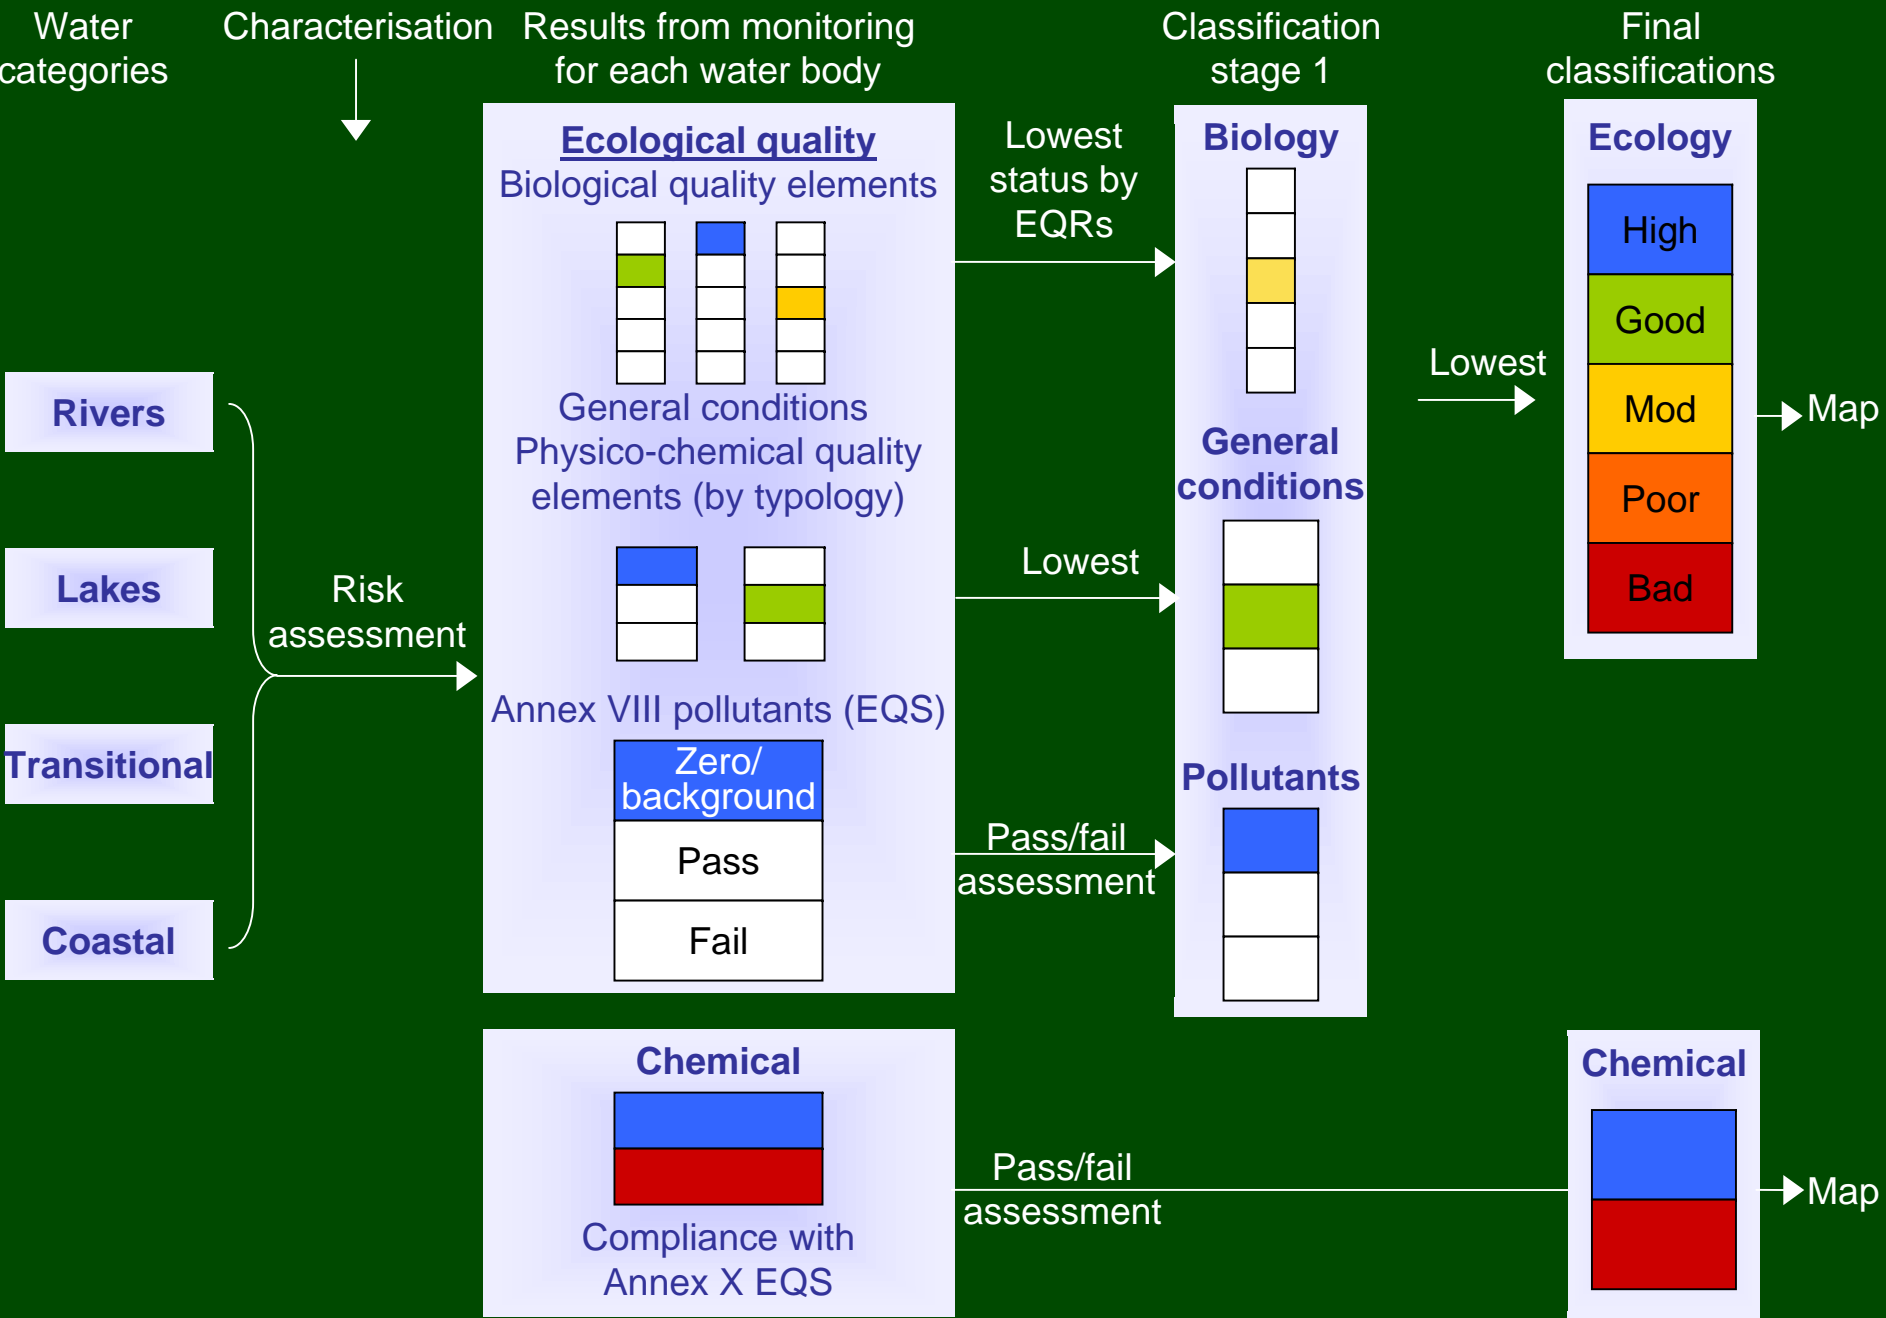 Water
categories
Characterisation
Results from monitoring
for each water body
Classification
stage 1
Final
classifications
Rivers
Lakes
Transitional
Coastal
Risk
assessment
Ecological quality
Biological quality elements
General conditions
Physico-chemical quality
elements (by typology)
Annex VIII pollutants (EQS)
Zero/
background
Pass
Fail
Chemical
Compliance with
Annex X EQS
Lowest
status by
EQRs
Lowest
Pass/fail
assessment
Pass/fail
assessment
Biology
General
conditions
Pollutants
Lowest
Ecology
High
Good
Mod
Poor
Bad
Map
Chemical
Map